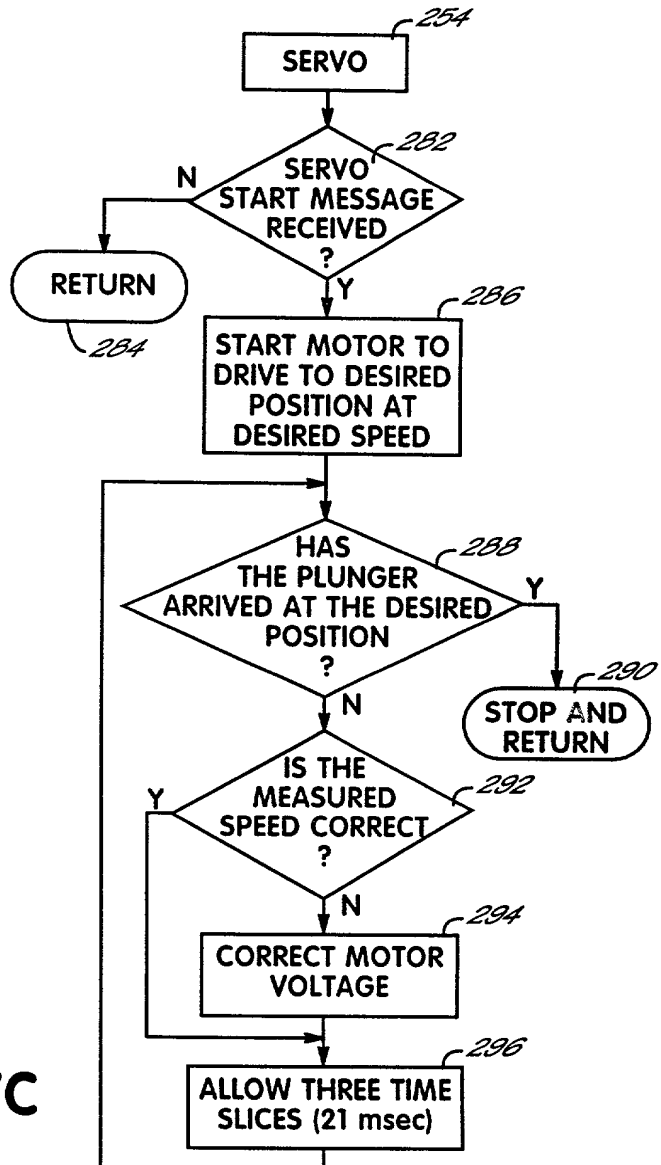 254
SERVO
282
N
SERVO
START MESSAGE
RECEIVED
?
RETURN
Y
284
286
START MOTOR TO
DRIVE TO DESIRED
POSITION AT
DESIRED SPEED
288
HAS
THE PLUNGER
ARRIVED AT THE DESIRED
POSITION
?
Y
N
290
STOP AND
RETURN
292
IS THE
MEASURED
SPEED CORRECT
?
Y
N
294
CORRECT MOTOR
VOLTAGE
296
ALLOW THREE TIME
SLICES (21 msec)